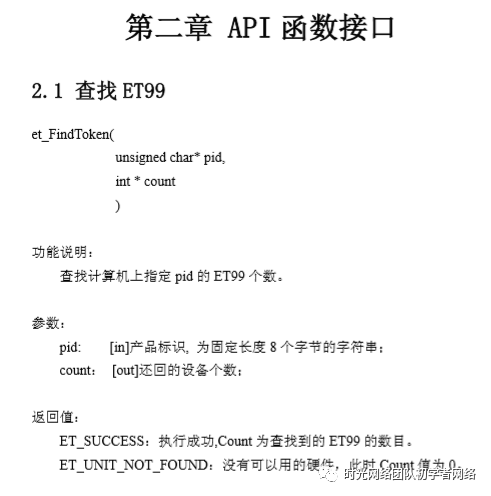 第二章 API 函数接口
2.1 查找 ET99
et_FindToken(
unsigned char* pid,
int * count
)
功能说明：
查找计算机上指定 pid 的 ET99 个数。
参数：
pid: [in]产品标识, 为固定长度 8 个字节的字符串；
count： [out]还回的设备个数；
返回值：
ET_SUCCESS：执行成功,Count 为查找到的 ET99 的数目。
ET_UNIT_NOT_FOUND：没有可以用的硬件，此时 Count 值为 0。
时光网络团队初学者网络